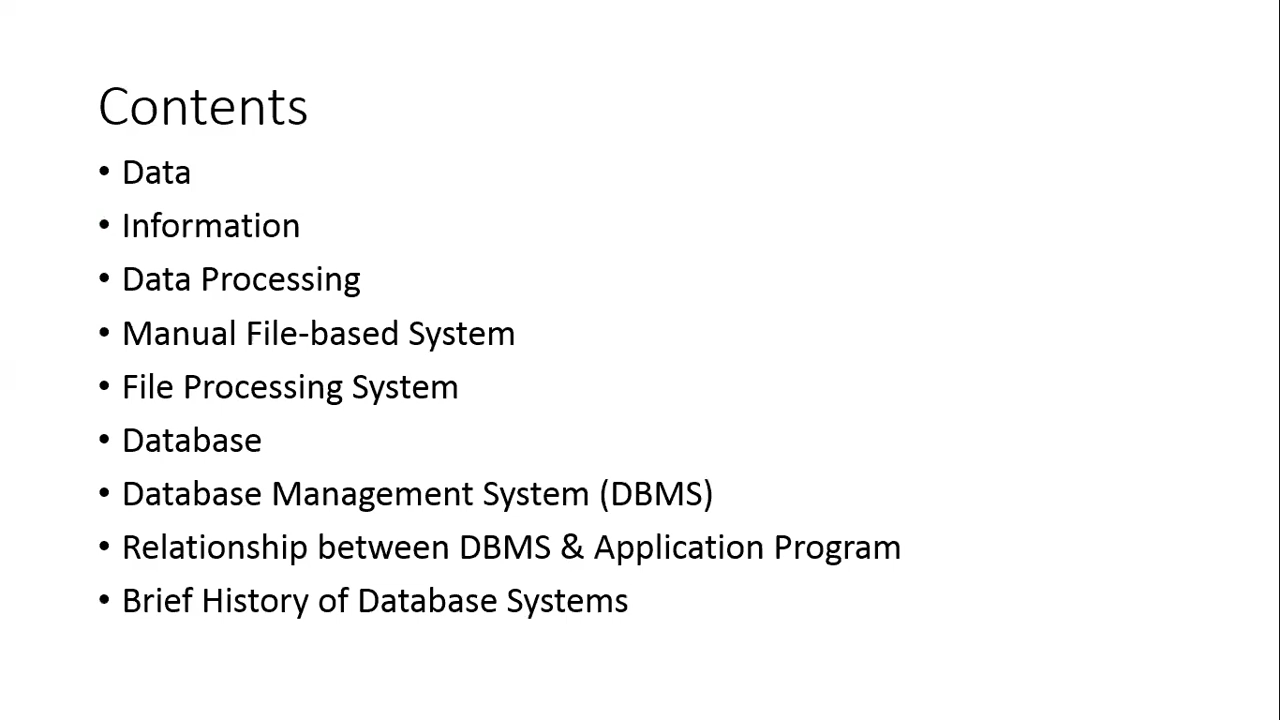 Contents
• Data
• Information
• Data Processing
• Manual File-based System
• File Processing System
• Database
• Database Management System (DBMS)
• Relationship between DBMS & Application Program
• Brief History of Database Systems